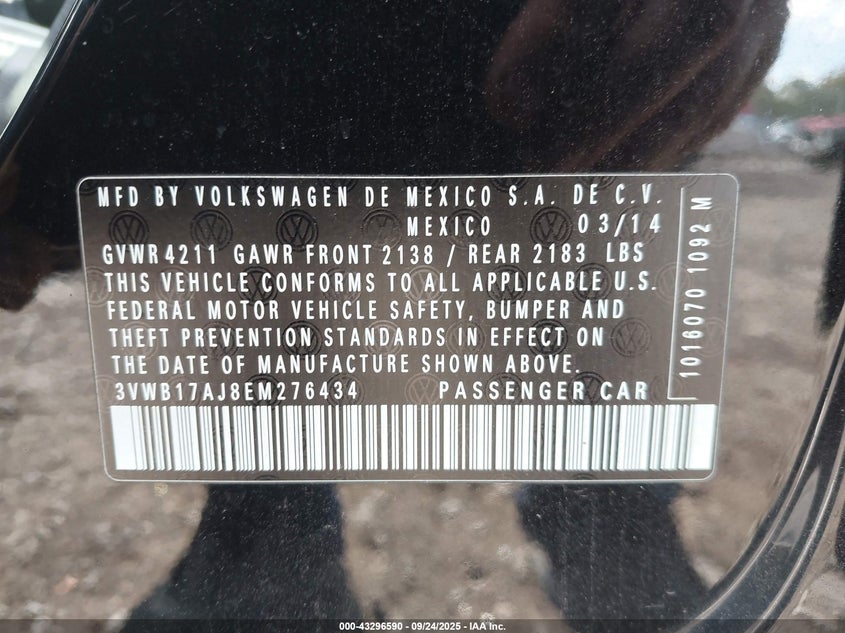 MFD BY VOLKSWAGEN DE MEXICO S.A. DE C.V.
MEXICO 03/14
GVWR 4211 GAWR FRONT 2138 / REAR 2183 LBS
THIS VEHICLE CONFORMS TO ALL APPLICABLE U.S.
FEDERAL MOTOR VEHICLE SAFETY, BUMPER AND
THEFT PREVENTION STANDARDS IN EFFECT ON
THE DATE OF MANUFACTURE SHOWN ABOVE.
3VWB17AJ8EM276434 PASSENGER CAR
1016070 1092 M
000-43296590 - 09/24/2025 - IAA Inc.